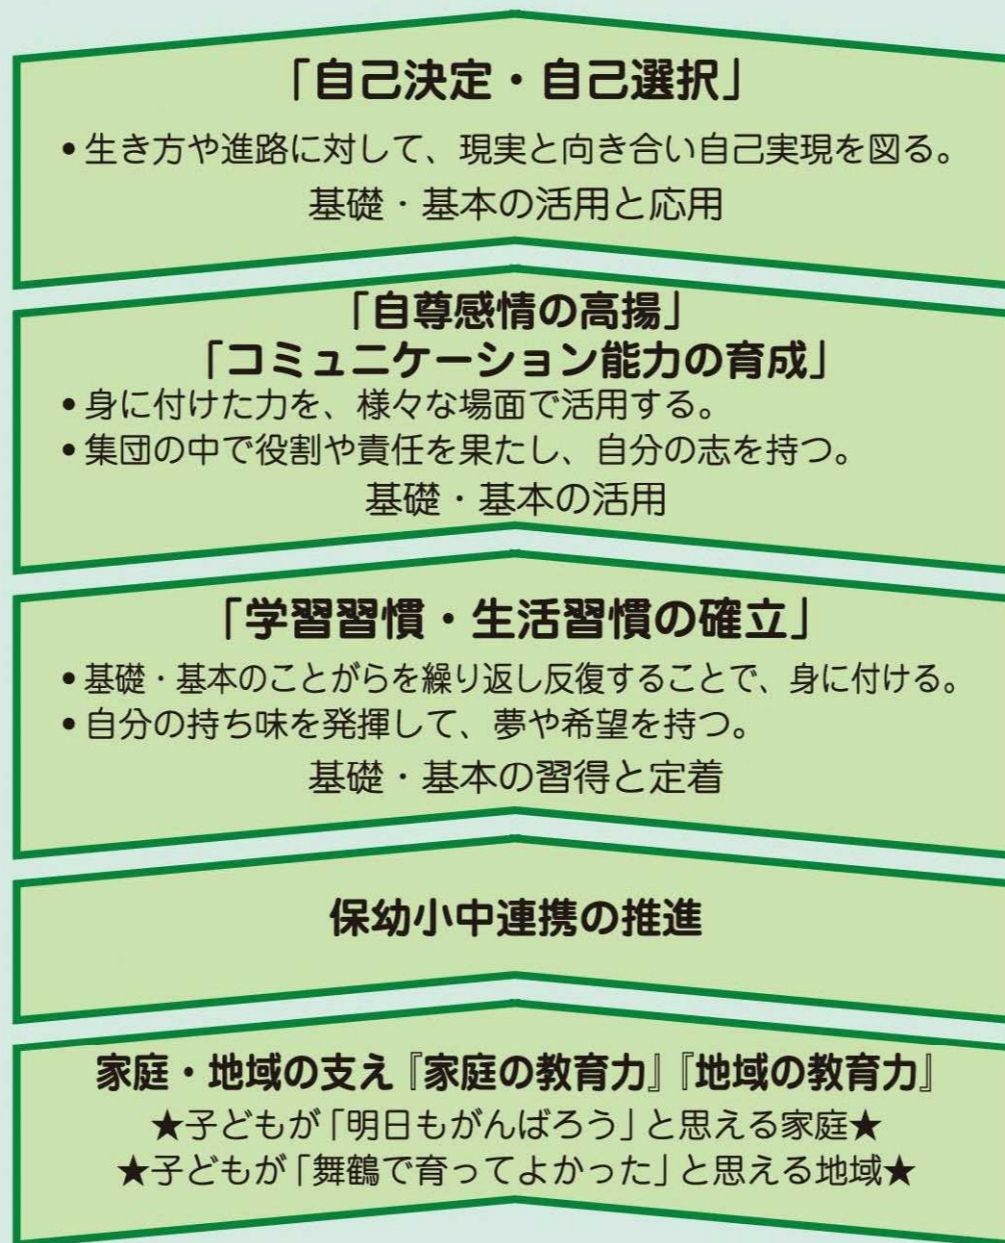 「自己決定・自己選択」
•生き方や進路に対して、現実と向き合い自己実現を図る。
基礎・基本の活用と応用
「自尊感情の高揚」
「コミュニケーション能力の育成」
•身に付けた力を、様々な場面で活用する。
•集団の中で役割や責任を果たし、自分の志を持つ。
基礎・基本の活用
「学習習慣・生活習慣の確立」
•基礎・基本のことがらを繰り返し反復することで、身に付ける。
•自分の持ち味を発揮して、夢や希望を持つ。
基礎・基本の習得と定着
保幼小中連携の推進
家庭・地域の支え『家庭の教育力』『地域の教育力』
★子どもが「明日もがんばろう」と思える家庭★
★子どもが「舞鶴で育ってよかった」と思える地域★